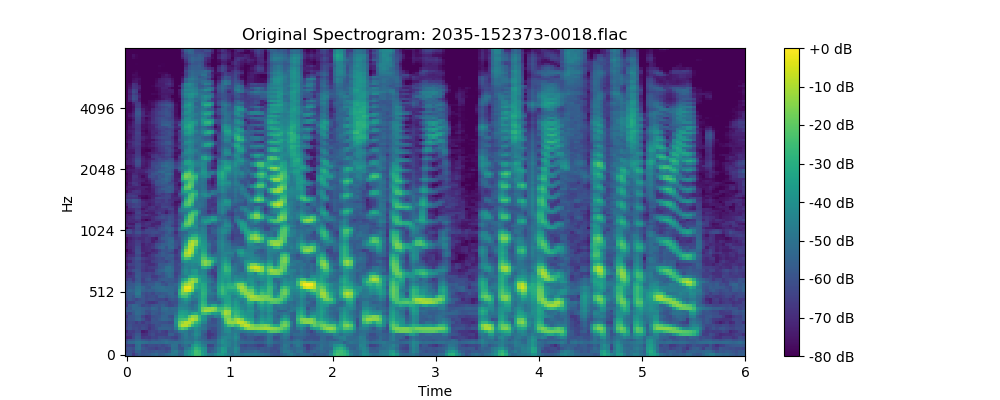 Original Spectrogram: 2035-152373-0018.flac
Hz
4096
2048
1024
512
0
0 1 2 3 4 5 6
Time
+0 dB
-10 dB
-20 dB
-30 dB
-40 dB
-50 dB
-60 dB
-70 dB
-80 dB